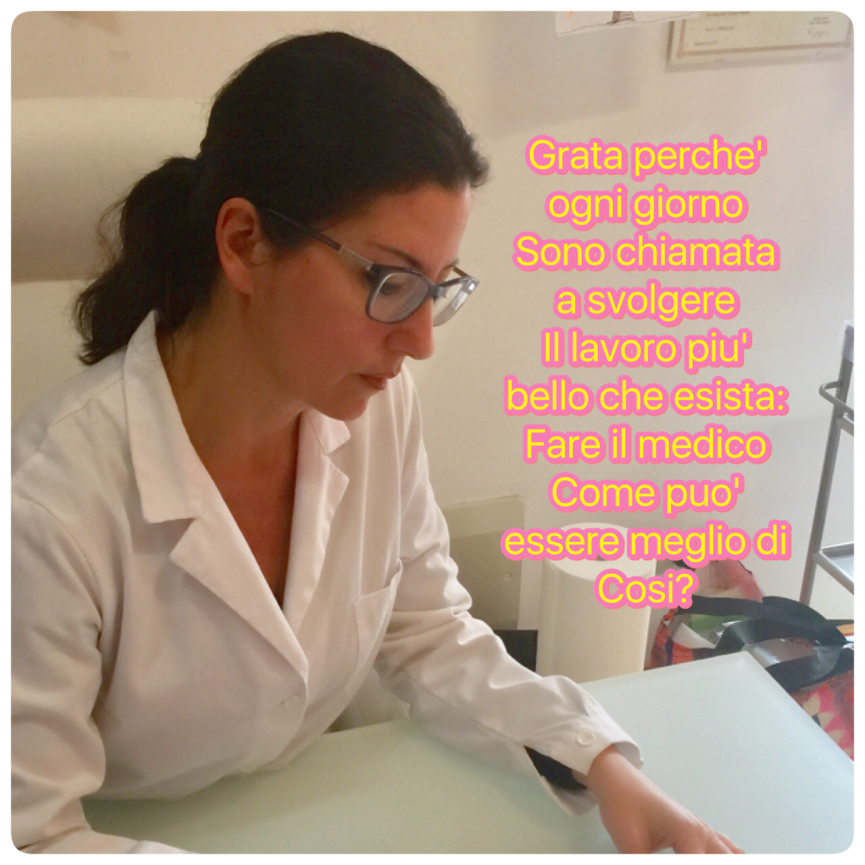 Grata perche'
ogni giorno
Sono chiamata
a svolgere
Il lavoro piu'
bello che esista:
Fare il medico
Come puo'
essere meglio di
Cosi?